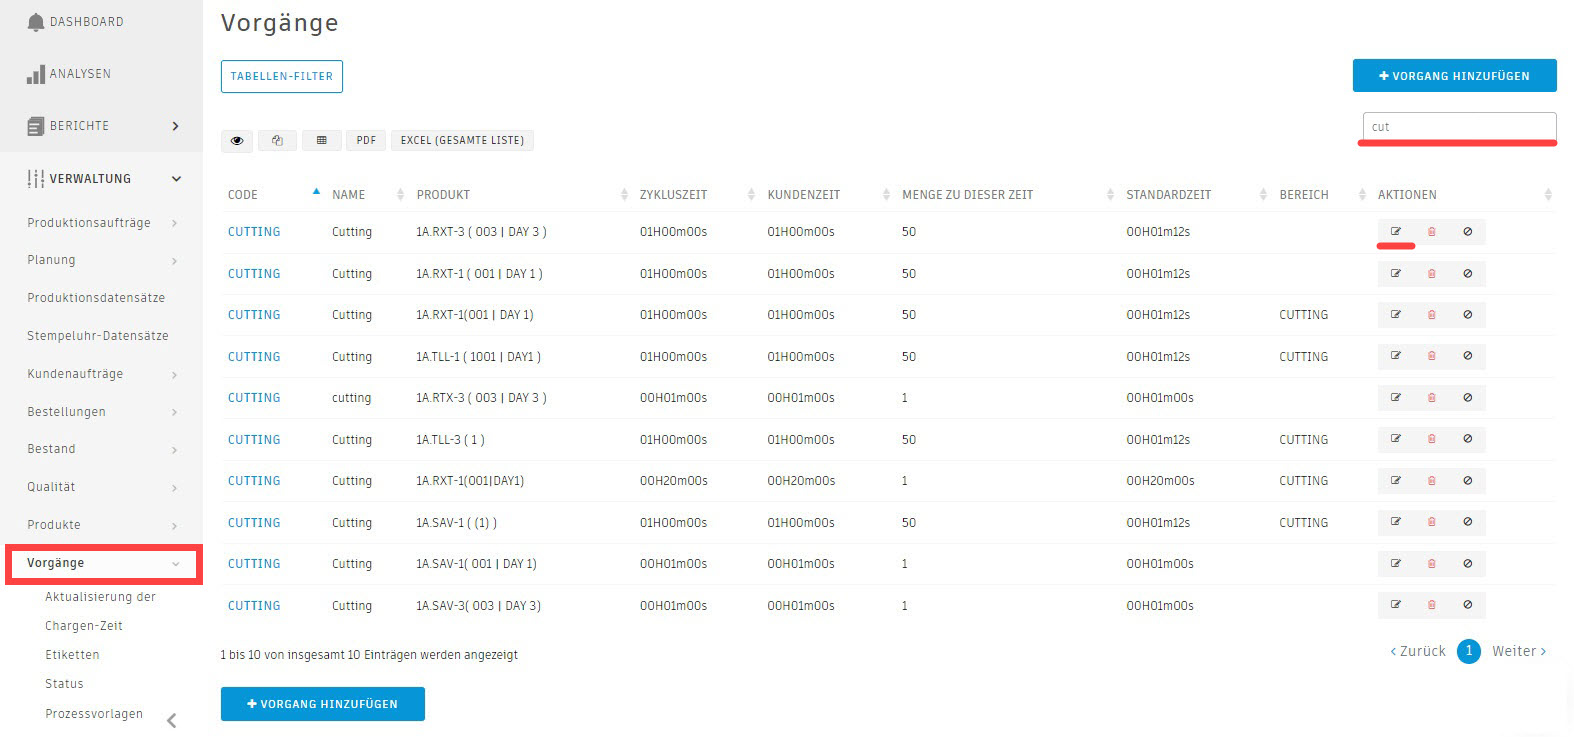 DASHBOARD
ANALYSEN
BERICHTE
VERWALTUNG
Produktionsaufträge
Planung
Produktionsdatensätze
Stempeluhr-Datensätze
Kundenaufträge
Bestellungen
Bestand
Qualität
Produkte
Vorgänge
Aktualisierung der
Chargen-Zeit
Etiketten
Status
Prozessvorlagen
Vorgänge
TABELLEN-FILTER
VORGANG HINZUFÜGEN
PDF EXCEL (GESAMTE LISTE)
cut
CODE NAME PRODUKT ZYKLUSZEIT KUNDENZEIT MENGE ZU DIESER ZEIT STANDARDZEIT BEREICH AKTIONEN
CUTTING Cutting 1A.RXT-3 ( 003 | DAY 3 ) 01H00m00s 01H00m00s 50 00H01m12s
CUTTING Cutting 1A.RXT-1 ( 001 | DAY 1 ) 01H00m00s 01H00m00s 50 00H01m12s
CUTTING Cutting 1A.RXT-1(001 | DAY 1) 01H00m00s 01H00m00s 50 00H01m12s CUTTING
CUTTING Cutting 1A.TLL-1 ( 1001 | DAY1 ) 01H00m00s 01H00m00s 50 00H01m12s CUTTING
CUTTING cutting 1A.RTX-3 ( 003 | DAY 3 ) 00H01m00s 00H01m00s 1 00H01m00s
CUTTING Cutting 1A.TLL-3 ( 1 ) 01H00m00s 01H00m00s 50 00H01m12s CUTTING
CUTTING Cutting 1A.RXT-1(001|DAY1) 00H20m00s 00H20m00s 1 00H20m00s CUTTING
CUTTING Cutting 1A.SAV-1 ( (1) ) 01H00m00s 01H00m00s 50 00H01m12s CUTTING
CUTTING Cutting 1A.SAV-1( 001 | DAY 1) 00H01m00s 00H01m00s 1 00H01m00s
CUTTING Cutting 1A.SAV-3( 003 | DAY 3) 00H01m00s 00H01m00s 1 00H01m00s
1 bis 10 von insgesamt 10 Einträgen werden angezeigt
Zurück 1 Weiter
VORGANG HINZUFÜGEN